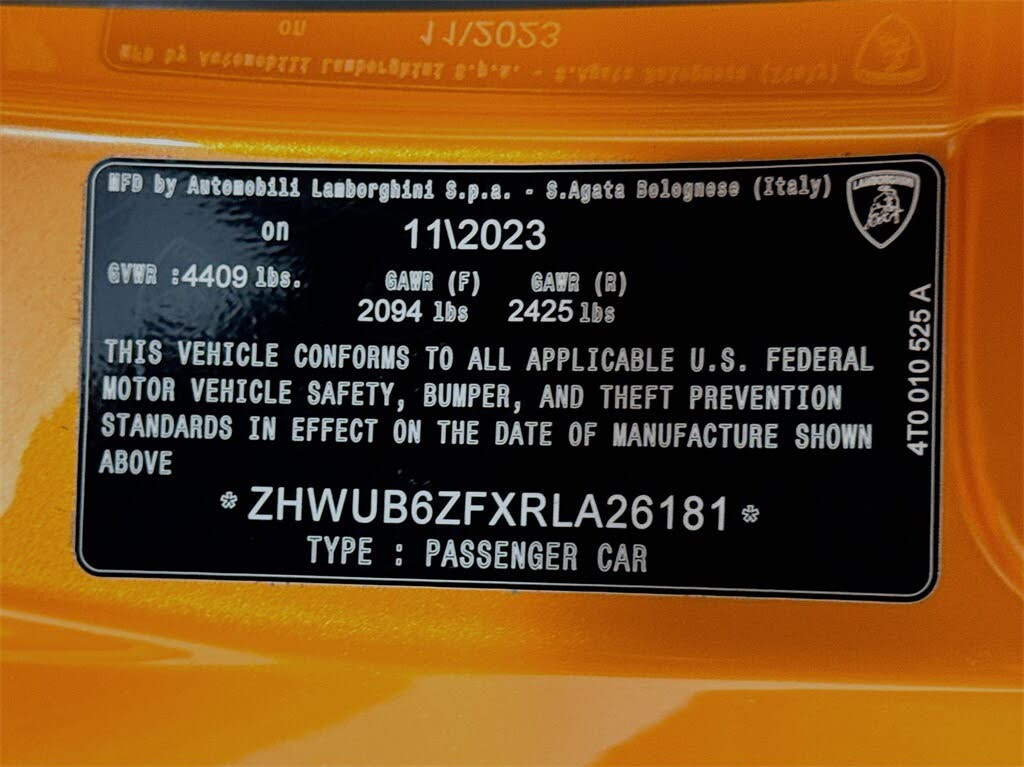 MFD by Automobili Lamborghini S.p.a. - S.Agata Bolognese (Italy)
LAMBORGHINI
on 11\2023
GVWR :4409 lbs. GAWR (F) GAWR (R)
2094 lbs 2425 lbs
THIS VEHICLE CONFORMS TO ALL APPLICABLE U.S. FEDERAL
MOTOR VEHICLE SAFETY, BUMPER, AND THEFT PREVENTION
STANDARDS IN EFFECT ON THE DATE OF MANUFACTURE SHOWN
ABOVE
* ZHWUB6ZFXRLA26181 *
TYPE : PASSENGER CAR
4T0 010 525 A